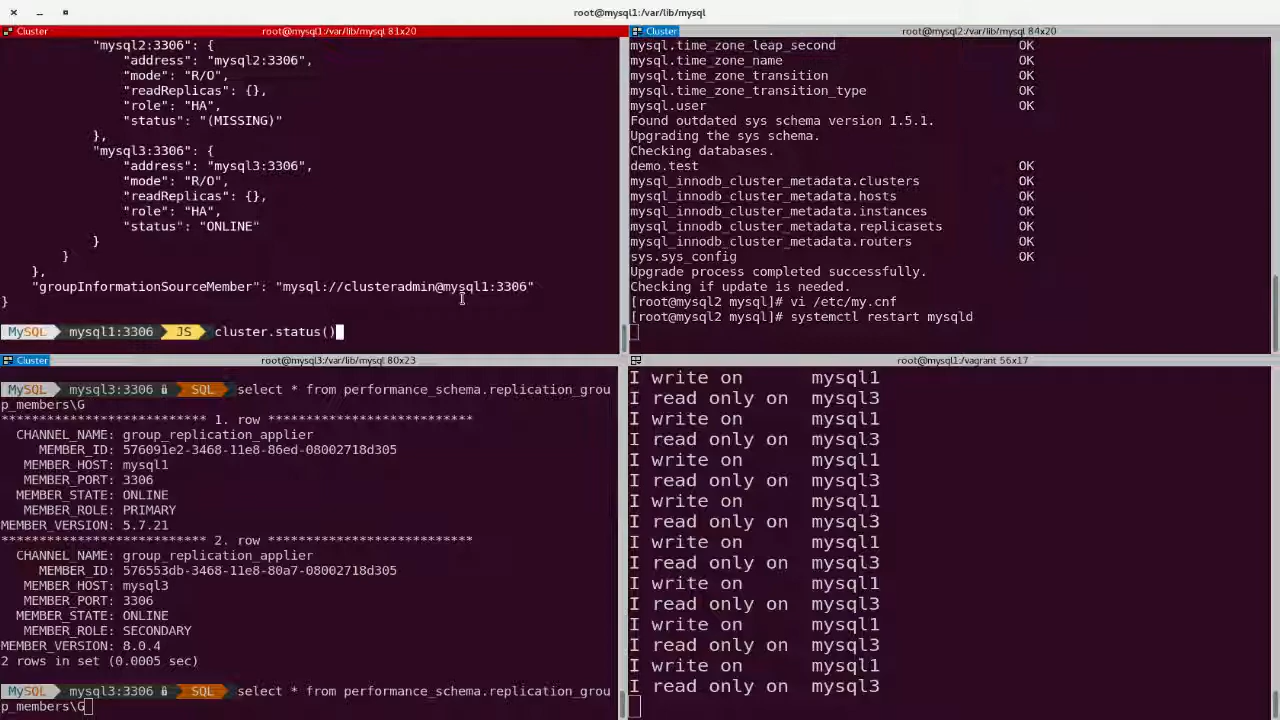 root@mysql1:/var/lib/mysql
Cluster root@mysql1:/var/lib/mysql 81x20
"mysql2:3306": {
"address": "mysql2:3306",
"mode": "R/O",
"readReplicas": {},
"role": "HA",
"status": "(MISSING)"
},
"mysql3:3306": {
"address": "mysql3:3306",
"mode": "R/O",
"readReplicas": {},
"role": "HA",
"status": "ONLINE"
}
}
},
"groupInformationSourceMember": "mysql://clusteradmin@mysql1:3306"
}
MySQL mysql1:3306 JS cluster.status()
Cluster root@mysql2:/var/lib/mysql 84x20
mysql.time_zone_leap_second OK
mysql.time_zone_name OK
mysql.time_zone_transition OK
mysql.time_zone_transition_type OK
mysql.user OK
Found outdated sys schema version 1.5.1.
Upgrading the sys schema.
Checking databases.
demo.test OK
mysql_innodb_cluster_metadata.clusters OK
mysql_innodb_cluster_metadata.hosts OK
mysql_innodb_cluster_metadata.instances OK
mysql_innodb_cluster_metadata.replicasets OK
mysql_innodb_cluster_metadata.routers OK
sys.sys_config OK
Upgrade process completed successfully.
Checking if update is needed.
[root@mysql2 mysql]# vi /etc/my.cnf
[root@mysql2 mysql]# systemctl restart mysqld
Cluster root@mysql3:/var/lib/mysql 80x23
MySQL mysql3:3306 SQL select * from performance_schema.replication_grou
p_members\G
*************************** 1. row ***************************
CHANNEL_NAME: group_replication_applier
MEMBER_ID: 576091e2-3468-11e8-86ed-08002718d305
MEMBER_HOST: mysql1
MEMBER_PORT: 3306
MEMBER_STATE: ONLINE
MEMBER_ROLE: PRIMARY
MEMBER_VERSION: 5.7.21
*************************** 2. row ***************************
CHANNEL_NAME: group_replication_applier
MEMBER_ID: 576553db-3468-11e8-80a7-08002718d305
MEMBER_HOST: mysql3
MEMBER_PORT: 3306
MEMBER_STATE: ONLINE
MEMBER_ROLE: SECONDARY
MEMBER_VERSION: 8.0.4
2 rows in set (0.0005 sec)
MySQL mysql3:3306 SQL select * from performance_schema.replication_grou
p_members\G
root@mysql1:/vagrant 56x17
I write on mysql1
I read only on mysql3
I write on mysql1
I read only on mysql3
I write on mysql1
I read only on mysql3
I write on mysql1
I read only on mysql3
I write on mysql1
I read only on mysql3
I write on mysql1
I read only on mysql3
I write on mysql1
I read only on mysql3
I write on mysql1
I read only on mysql3